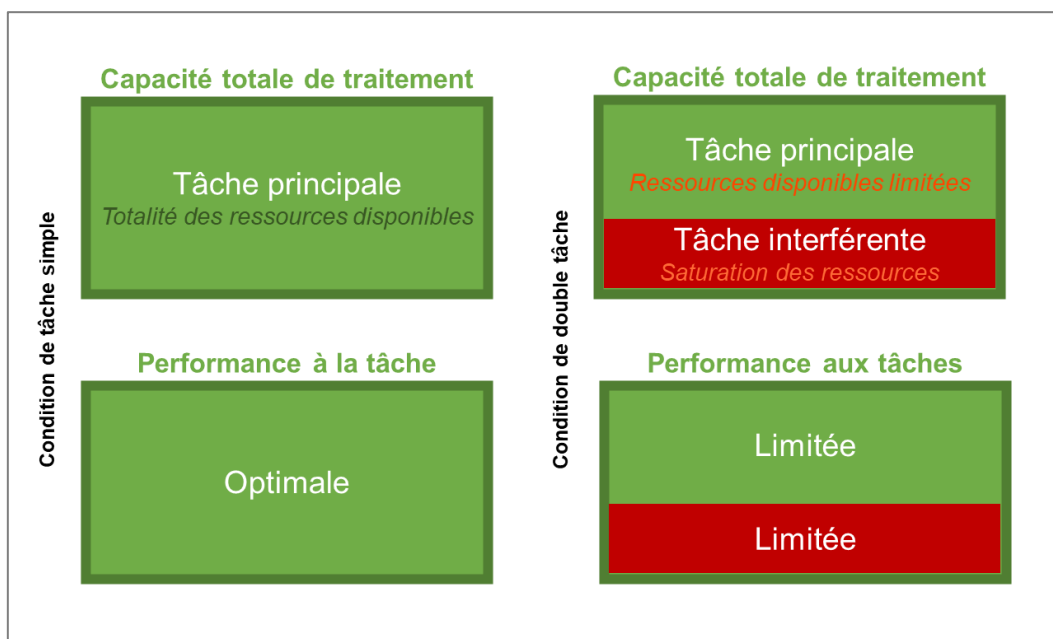 Condition de tâche simple
Capacité totale de traitement
Tâche principale
Totalité des ressources disponibles
Performance à la tâche
Optimale
Condition de double tâche
Capacité totale de traitement
Tâche principale
Ressources disponibles limitées
Tâche interférente
Saturation des ressources
Performance aux tâches
Limitée
Limitée